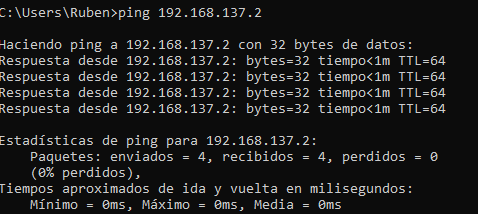 C:\Users\Ruben>ping 192.168.137.2
Haciendo ping a 192.168.137.2 con 32 bytes de datos:
Respuesta desde 192.168.137.2: bytes=32 tiempo<1m TTL=64
Respuesta desde 192.168.137.2: bytes=32 tiempo<1m TTL=64
Respuesta desde 192.168.137.2: bytes=32 tiempo<1m TTL=64
Respuesta desde 192.168.137.2: bytes=32 tiempo<1m TTL=64
Estadísticas de ping para 192.168.137.2:
Paquetes: enviados = 4, recibidos = 4, perdidos = 0
(0% perdidos),
Tiempos aproximados de ida y vuelta en milisegundos:
Mínimo = 0ms, Máximo = 0ms, Media = 0ms